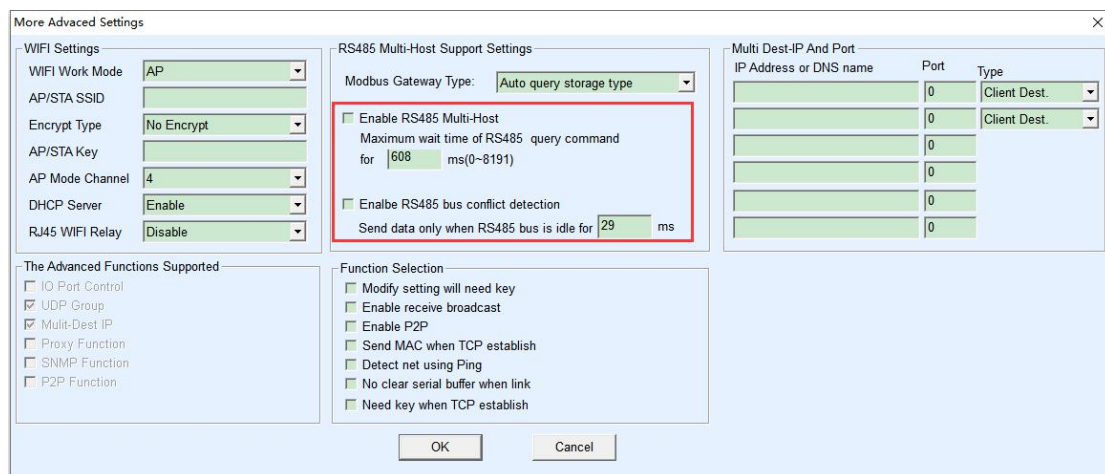 More Advaced Settings
WIFI Settings
WIFI Work Mode AP
AP/STA SSID
Encrypt Type No Encrypt
AP/STA Key
AP Mode Channel 4
DHCP Server Enable
RJ45 WIFI Relay Disable
RS485 Multi-Host Support Settings
Modbus Gateway Type: Auto query storage type
Enable RS485 Multi-Host
Maximum wait time of RS485 query command
for 608 ms(0~8191)
Enalbe RS485 bus conflict detection
Send data only when RS485 bus is idle for 29 ms
Multi Dest-IP And Port
IP Address or DNS name Port Type
0 Client Dest.
0 Client Dest.
0
0
0
0
The Advanced Functions Supported
IO Port Control
UDP Group
Mulit-Dest IP
Proxy Function
SNMP Function
P2P Function
Function Selection
Modify setting will need key
Enable receive broadcast
Enable P2P
Send MAC when TCP establish
Detect net using Ping
No clear serial buffer when link
Need key when TCP establish
OK Cancel